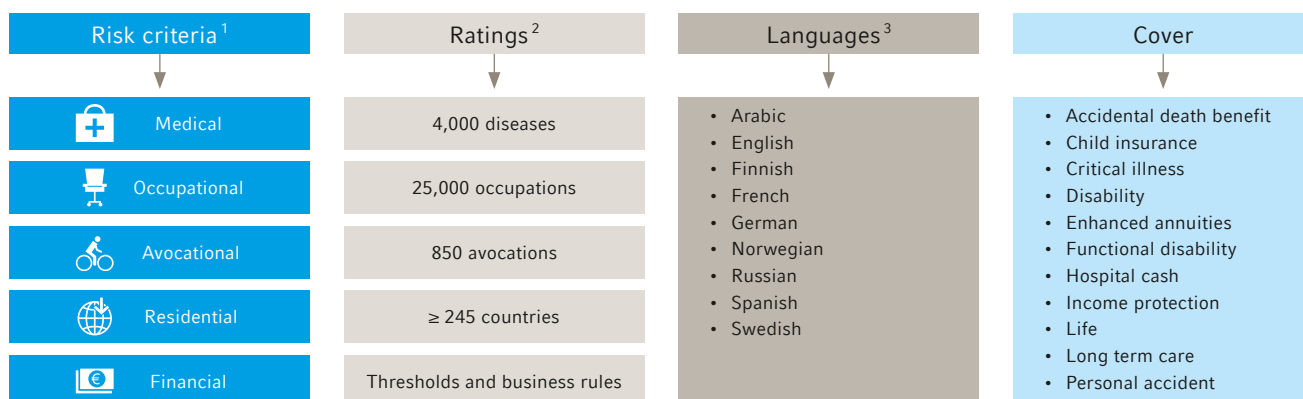 Risk criteria 1
Medical
Occupational
Avocational
Residential
€ Financial
Ratings 2
4,000 diseases
25,000 occupations
850 avocations
≥ 245 countries
Thresholds and business rules
Languages 3
• Arabic
• English
• Finnish
• French
• German
• Norwegian
• Russian
• Spanish
• Swedish
Cover
• Accidental death benefit
• Child insurance
• Critical illness
• Disability
• Enhanced annuities
• Functional disability
• Hospital cash
• Income protection
• Life
• Long term care
• Personal accident